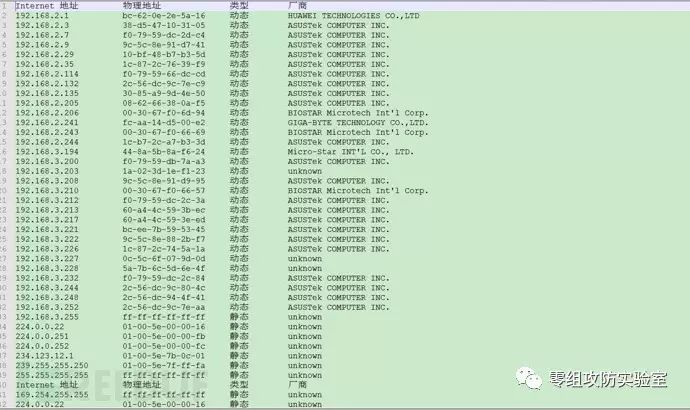 1 Internet 地址 物理地址 类型 厂商
2 192.168.2.1 bc-62-0e-2e-5a-16 动态 HUAWEI TECHNOLOGIES CO.,LTD
3 192.168.2.3 38-d5-47-10-31-05 动态 ASUSTek COMPUTER INC.
4 192.168.2.7 f0-79-59-dc-2d-c4 动态 ASUSTek COMPUTER INC.
5 192.168.2.9 9c-5c-8e-91-d7-41 动态 ASUSTek COMPUTER INC.
6 192.168.2.29 10-bf-48-b7-b3-5d 动态 ASUSTek COMPUTER INC.
7 192.168.2.35 1c-87-2c-76-39-f9 动态 ASUSTek COMPUTER INC.
8 192.168.2.114 f0-79-59-66-dc-cd 动态 ASUSTek COMPUTER INC.
9 192.168.2.132 2c-56-dc-9c-7e-c9 动态 ASUSTek COMPUTER INC.
10 192.168.2.135 30-85-a9-9d-4e-50 动态 ASUSTek COMPUTER INC.
11 192.168.2.205 08-62-66-38-0a-f5 动态 ASUSTek COMPUTER INC.
12 192.168.2.206 00-30-67-f0-6d-94 动态 BIOSTAR Microtech Int'l Corp.
13 192.168.2.241 fc-aa-14-d5-00-e2 动态 GIGA-BYTE TECHNOLOGY CO.,LTD.
14 192.168.2.243 00-30-67-f0-66-69 动态 BIOSTAR Microtech Int'l Corp.
15 192.168.2.244 1c-b7-2c-a7-b3-3d 动态 ASUSTek COMPUTER INC.
16 192.168.3.194 44-8a-5b-8a-f6-24 动态 Micro-Star INT'L CO., LTD.
17 192.168.3.200 f0-79-59-db-7a-a3 动态 ASUSTek COMPUTER INC.
18 192.168.3.203 1a-02-3d-1e-f1-23 动态 unknown
19 192.168.3.208 9c-5c-8e-91-d9-95 动态 ASUSTek COMPUTER INC.
20 192.168.3.210 00-30-67-f0-66-57 动态 BIOSTAR Microtech Int'l Corp.
21 192.168.3.212 f0-79-59-dc-2c-3a 动态 ASUSTek COMPUTER INC.
22 192.168.3.213 60-a4-4c-59-3b-ec 动态 ASUSTek COMPUTER INC.
23 192.168.3.217 60-a4-4c-59-3e-ed 动态 ASUSTek COMPUTER INC.
24 192.168.3.221 bc-ee-7b-59-53-45 动态 ASUSTek COMPUTER INC.
25 192.168.3.222 9c-5c-8e-88-2b-f7 动态 ASUSTek COMPUTER INC.
26 192.168.3.226 1c-87-2c-74-5a-1a 动态 ASUSTek COMPUTER INC.
27 192.168.3.227 0c-5c-6f-07-9d-0d 动态 unknown
28 192.168.3.228 5a-7b-6c-5d-6e-4f 动态 unknown
29 192.168.3.232 f0-79-59-dc-2c-84 动态 ASUSTek COMPUTER INC.
30 192.168.3.244 2c-56-dc-9c-80-4c 动态 ASUSTek COMPUTER INC.
31 192.168.3.248 2c-56-dc-94-4f-41 动态 ASUSTek COMPUTER INC.
32 192.168.3.252 2c-56-dc-9c-7e-aa 动态 ASUSTek COMPUTER INC.
33 192.168.3.255 ff-ff-ff-ff-ff-ff 静态 unknown
34 224.0.0.22 01-00-5e-00-00-16 静态 unknown
35 224.0.0.251 01-00-5e-00-00-fb 静态 unknown
36 224.0.0.252 01-00-5e-00-00-fc 静态 unknown
37 234.123.12.1 01-00-5e-7b-0c-01 静态 unknown
38 239.255.255.250 01-00-5e-7f-ff-fa 静态 unknown
39 255.255.255.255 ff-ff-ff-ff-ff-ff 静态 unknown
40 Internet 地址 物理地址 类型 厂商
41 169.254.255.255 ff-ff-ff-ff-ff-ff 静态 unknown
42 224.0.0.22 01-00-5e-00-00-16 静态 unknown
零组攻防实验室